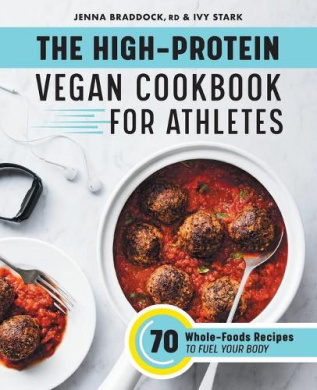 JENNA BRADDOCK, RD & IVY STARK
THE HIGH-PROTEIN
VEGAN COOKBOOK
FOR ATHLETES
70
Whole-Foods Recipes
TO FUEL YOUR BODY